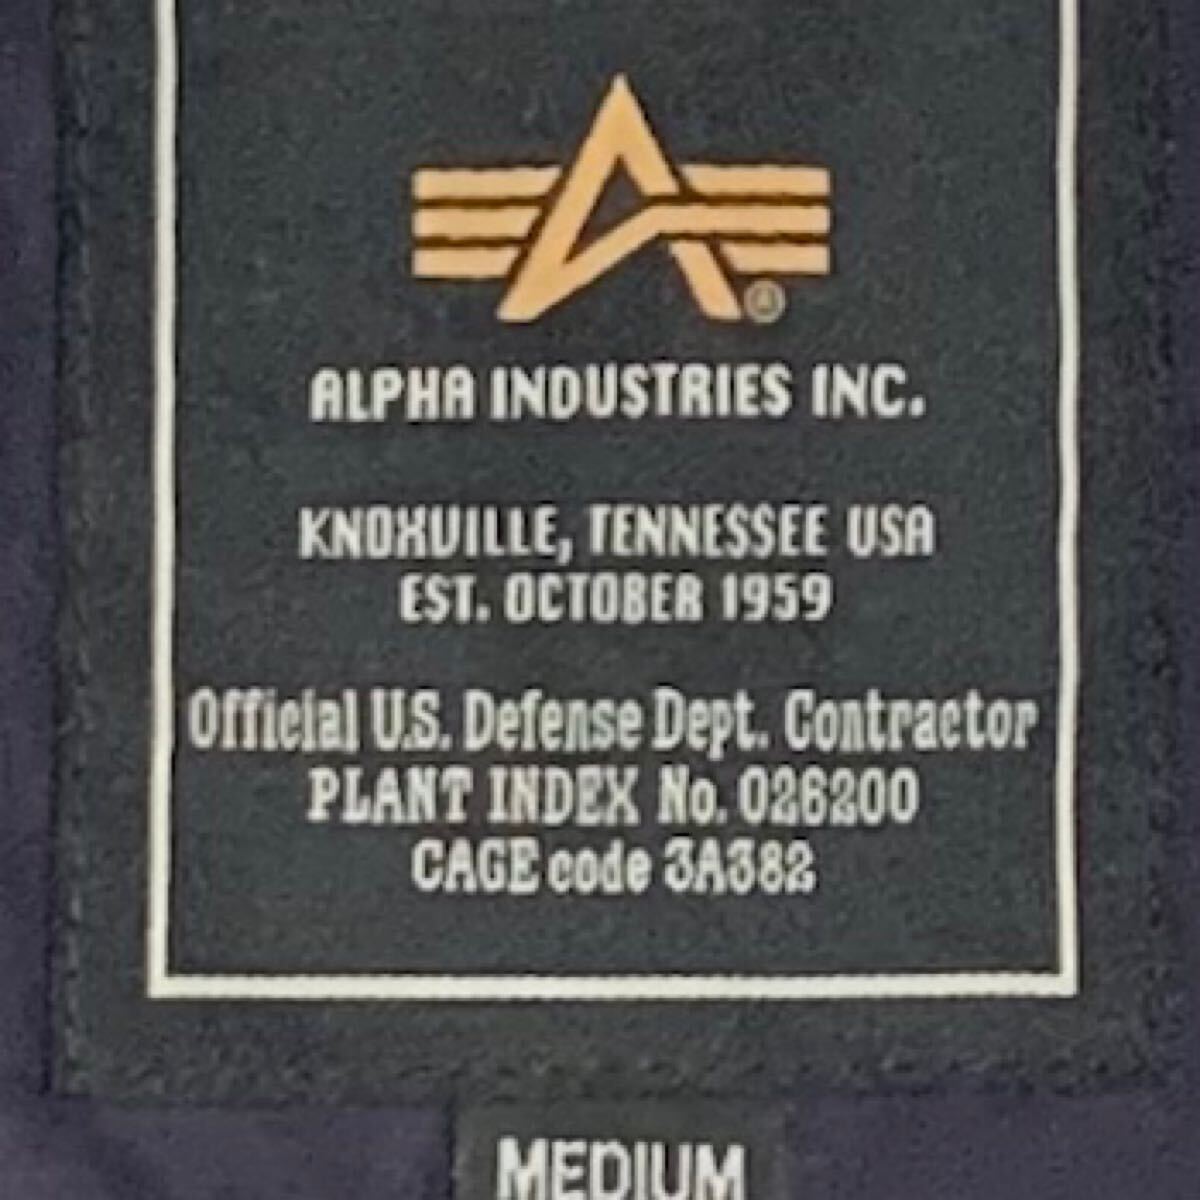 ALPHA INDUSTRIES INC.
KNOXVILLE, TENNESSEE USA
EST. OCTOBER 1959
Official U.S. Defense Dept. Contractor
PLANT INDEX No. 026200
CAGE code 3A382
MEDIUM